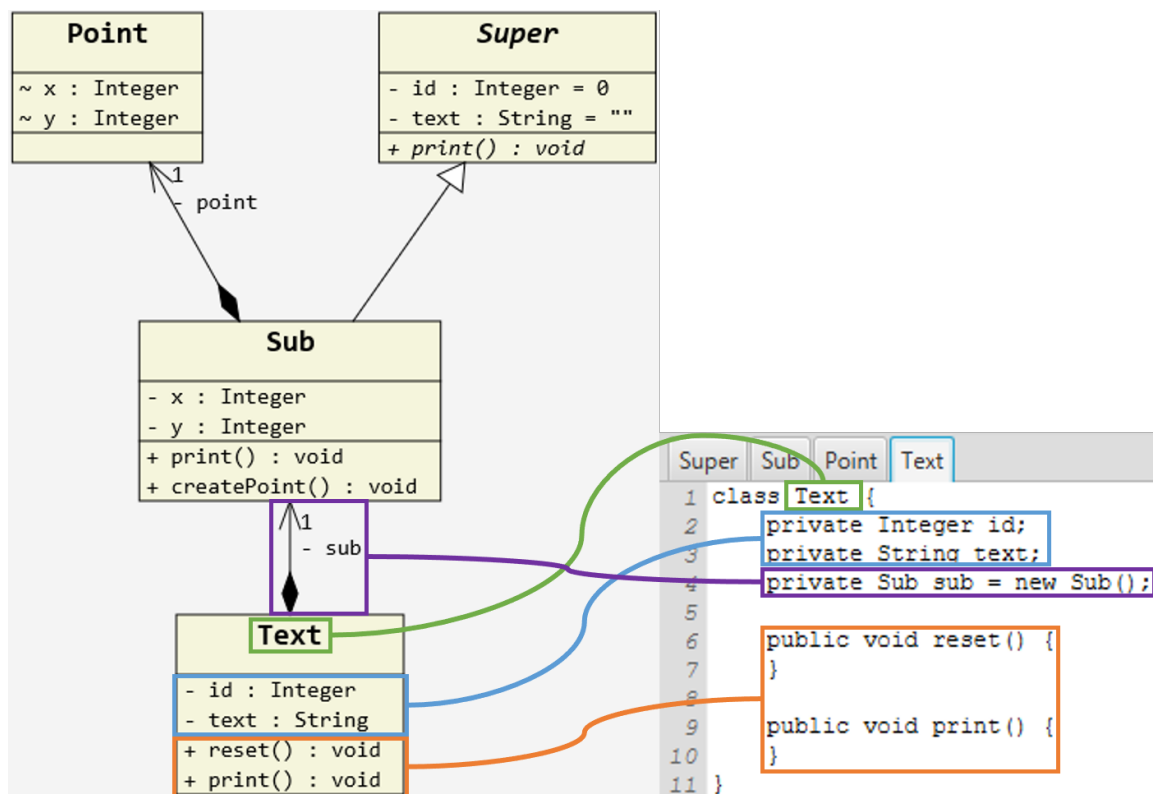 Point
~ x : Integer
~ y : Integer
Super
- id : Integer = 0
- text : String = ""
+ print() : void
1
- point
Sub
- x : Integer
- y : Integer
+ print() : void
+ createPoint() : void
1
- sub
Text
- id : Integer
- text : String
+ reset() : void
+ print() : void
Super Sub Point Text
1 class Text {
2 private Integer id;
3 private String text;
4 private Sub sub = new Sub();
5
6 public void reset() {
7 }
8
9 public void print() {
10 }
11 }